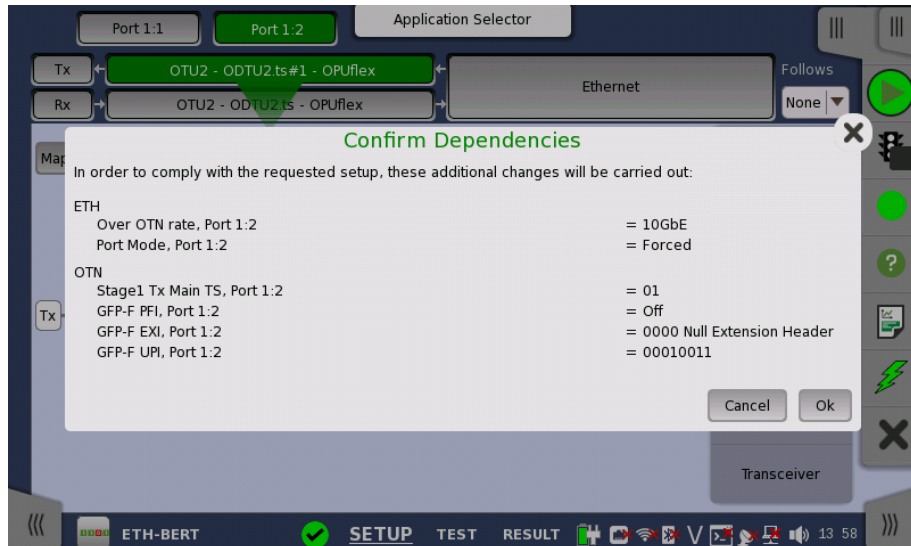 Port 1:1
Port 1:2
Application Selector
Tx
OTU2 - ODTU2.ts#1 - OPUflex
Ethernet
Follows
Rx
OTU2 - ODTU2.ts - OPUflex
None
Confirm Dependencies
Map
In order to comply with the requested setup, these additional changes will be carried out:
ETH
Over OTN rate, Port 1:2 = 10GbE
Port Mode, Port 1:2 = Forced
OTN
Stage1 Tx Main TS, Port 1:2 = 01
GFP-F PFI, Port 1:2 = Off
GFP-F EXI, Port 1:2 = 0000 Null Extension Header
GFP-F UPI, Port 1:2 = 00010011
Tx
Cancel
Ok
Transceiver
ETH-BERT SETUP TEST RESULT V 13 58